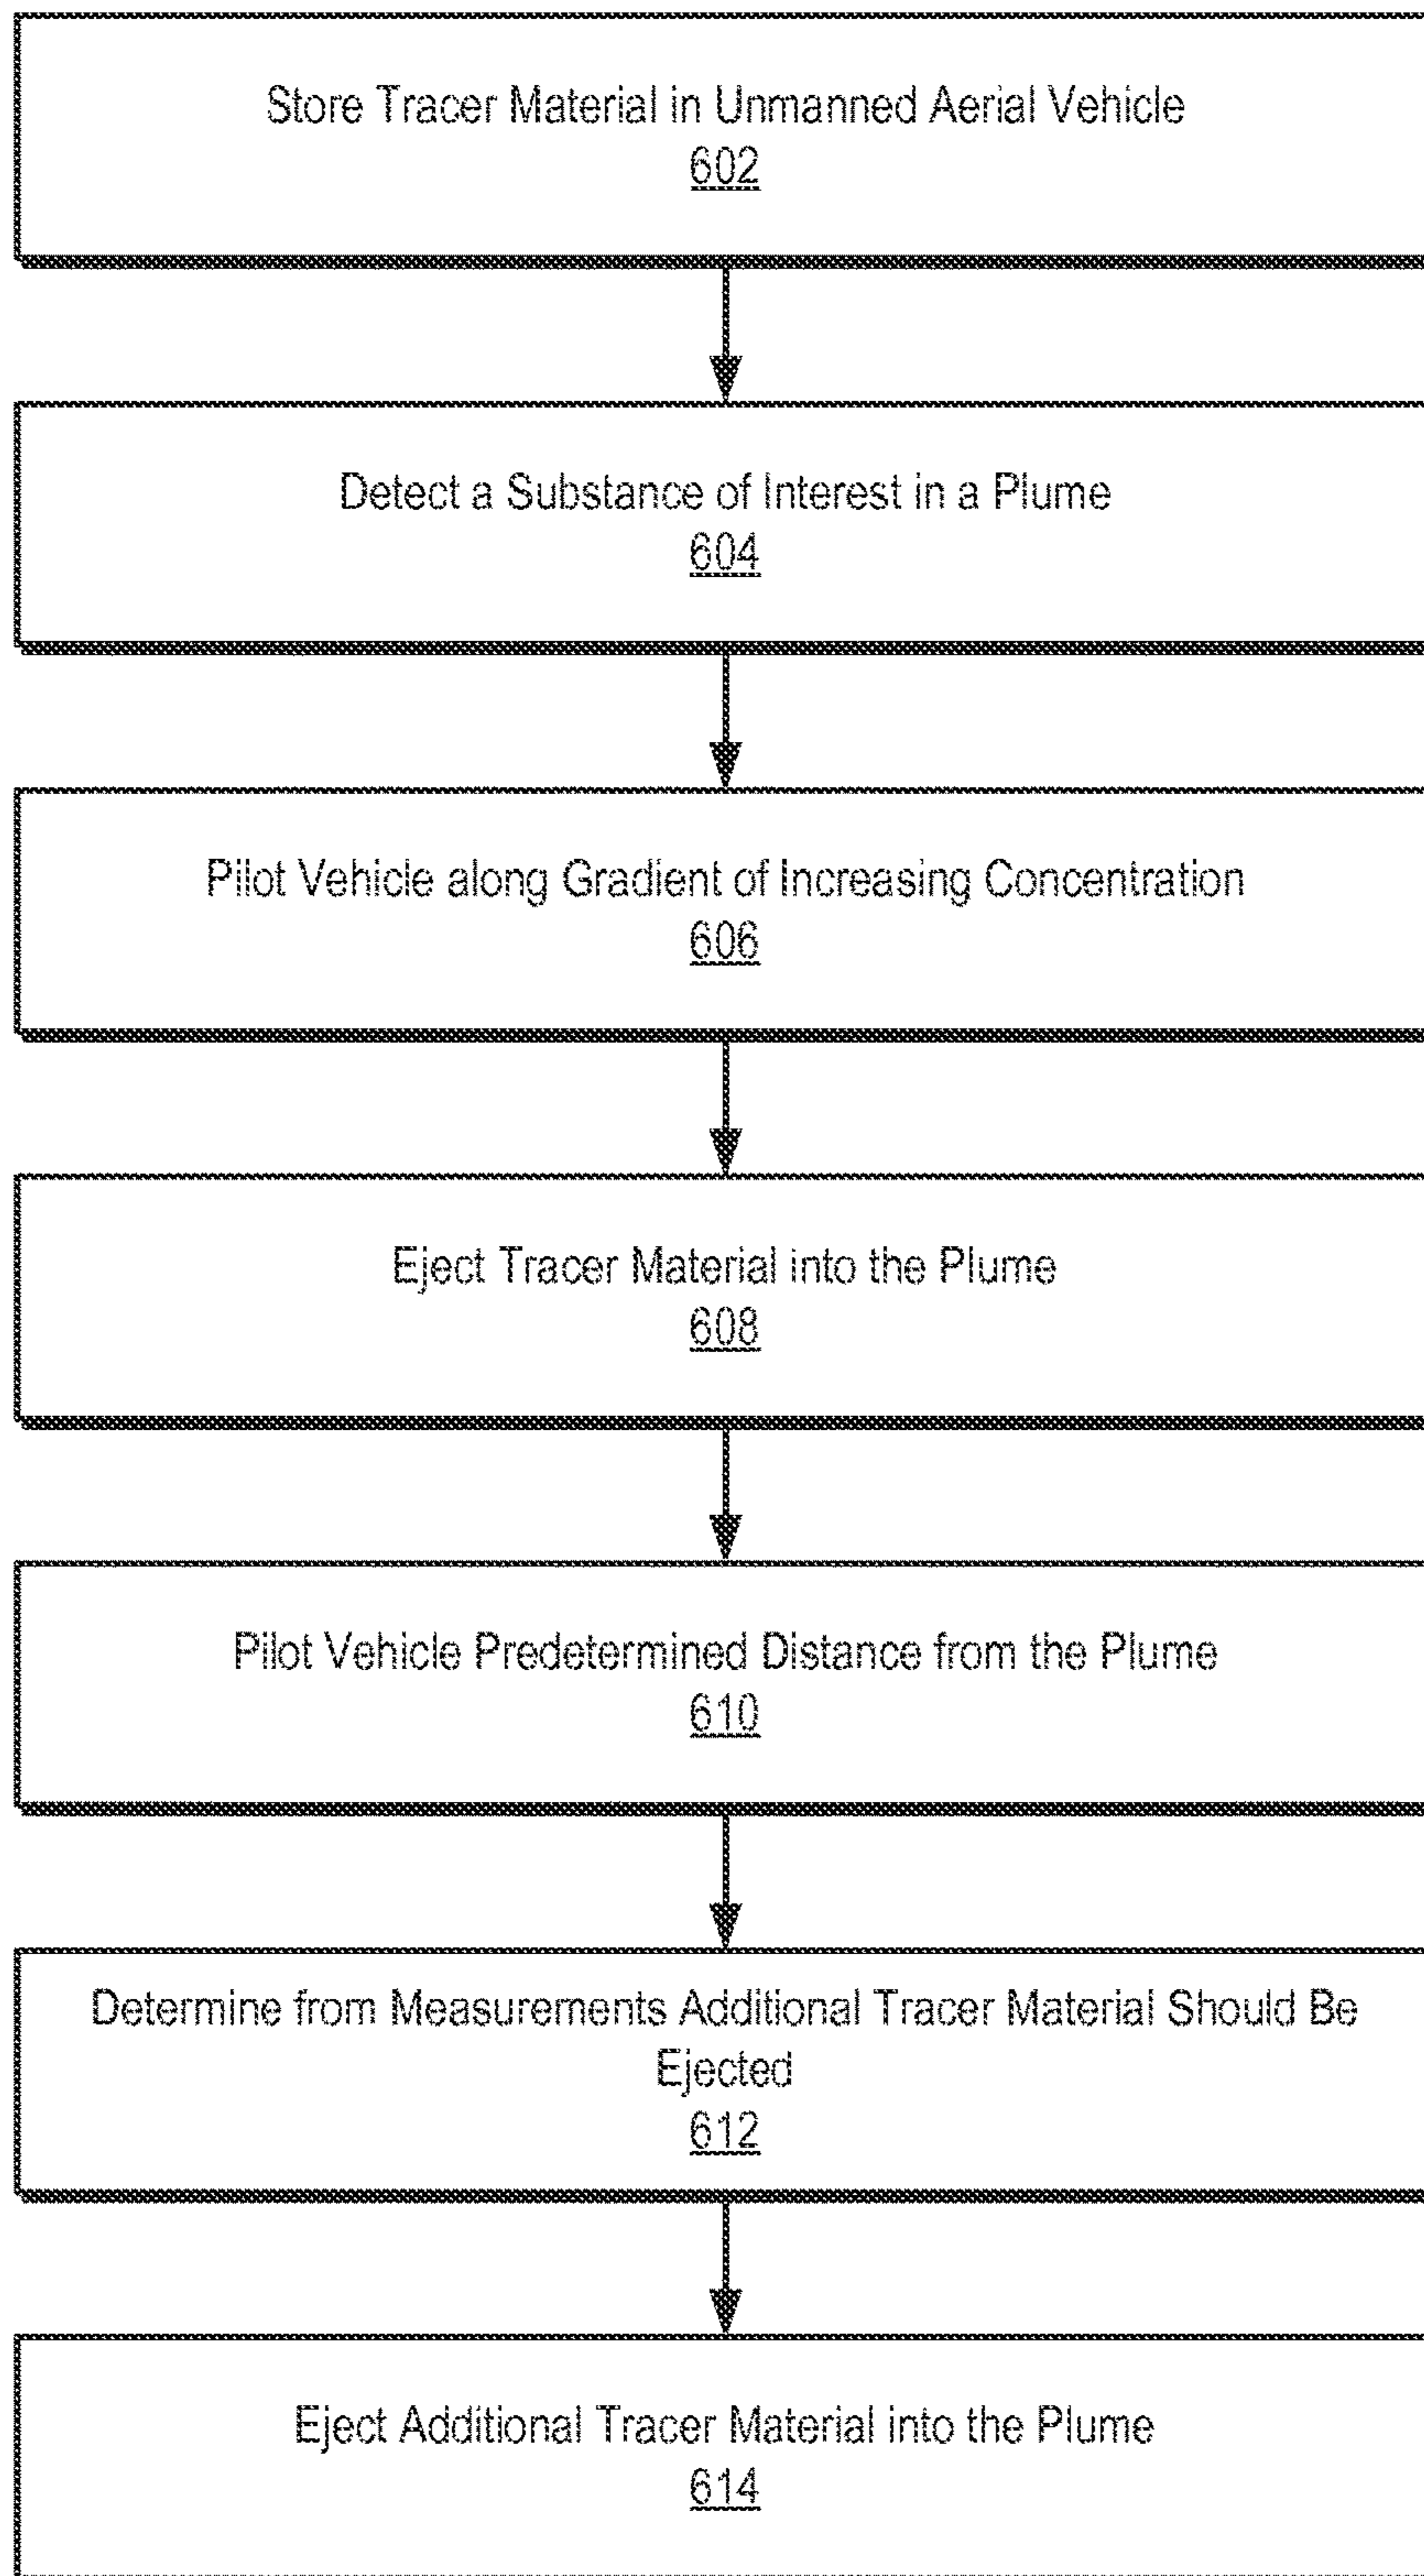 Store Tracer Material in Unmanned Aerial Vehicle
602
Detect a Substance of Interest in a Plume
604
Pilot Vehicle along Gradient of Increasing Concentration
606
Eject Tracer Material into the Plume
608
Pilot Vehicle Predetermined Distance from the Plume
610
Determine from Measurements Additional Tracer Material Should Be
Ejected
612
Eject Additional Tracer Material into the Plume
614